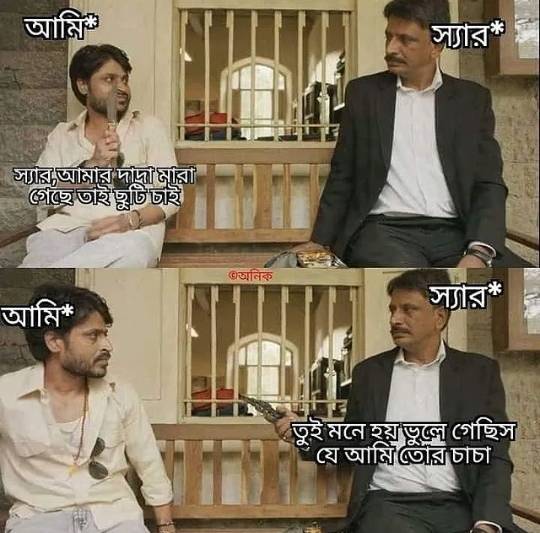 আমি*
স্যার*
স্যার,আমার দাদা মারা
গেছে তাই ছুটি চাই
©অনিক
আমি*
স্যার*
তুই মনে হয় ভুলে গেছিস
যে আমি তোর চাচা